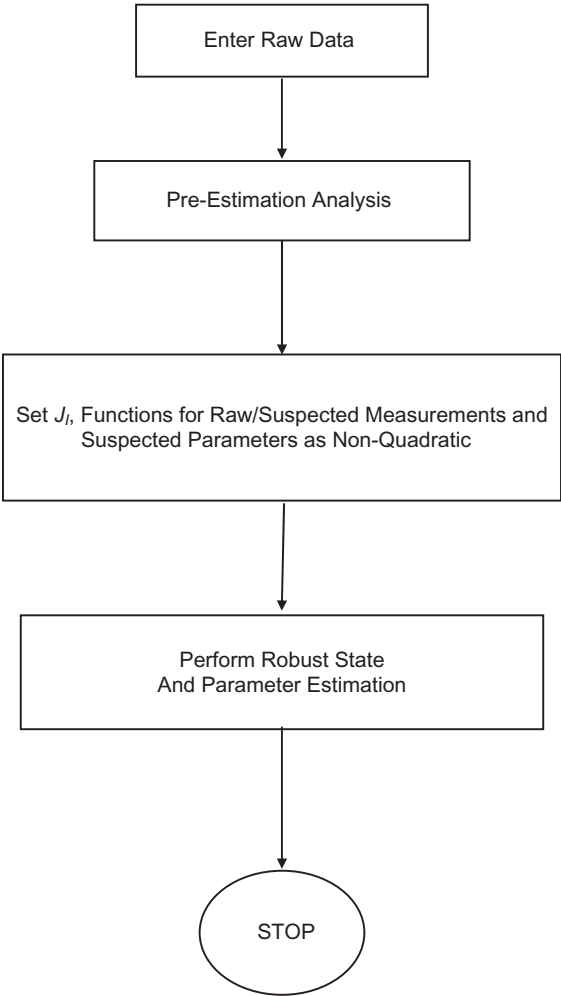 Enter Raw Data
Pre-Estimation Analysis
Set J_I, Functions for Raw/Suspected Measurements and
Suspected Parameters as Non-Quadratic
Perform Robust State
And Parameter Estimation
STOP